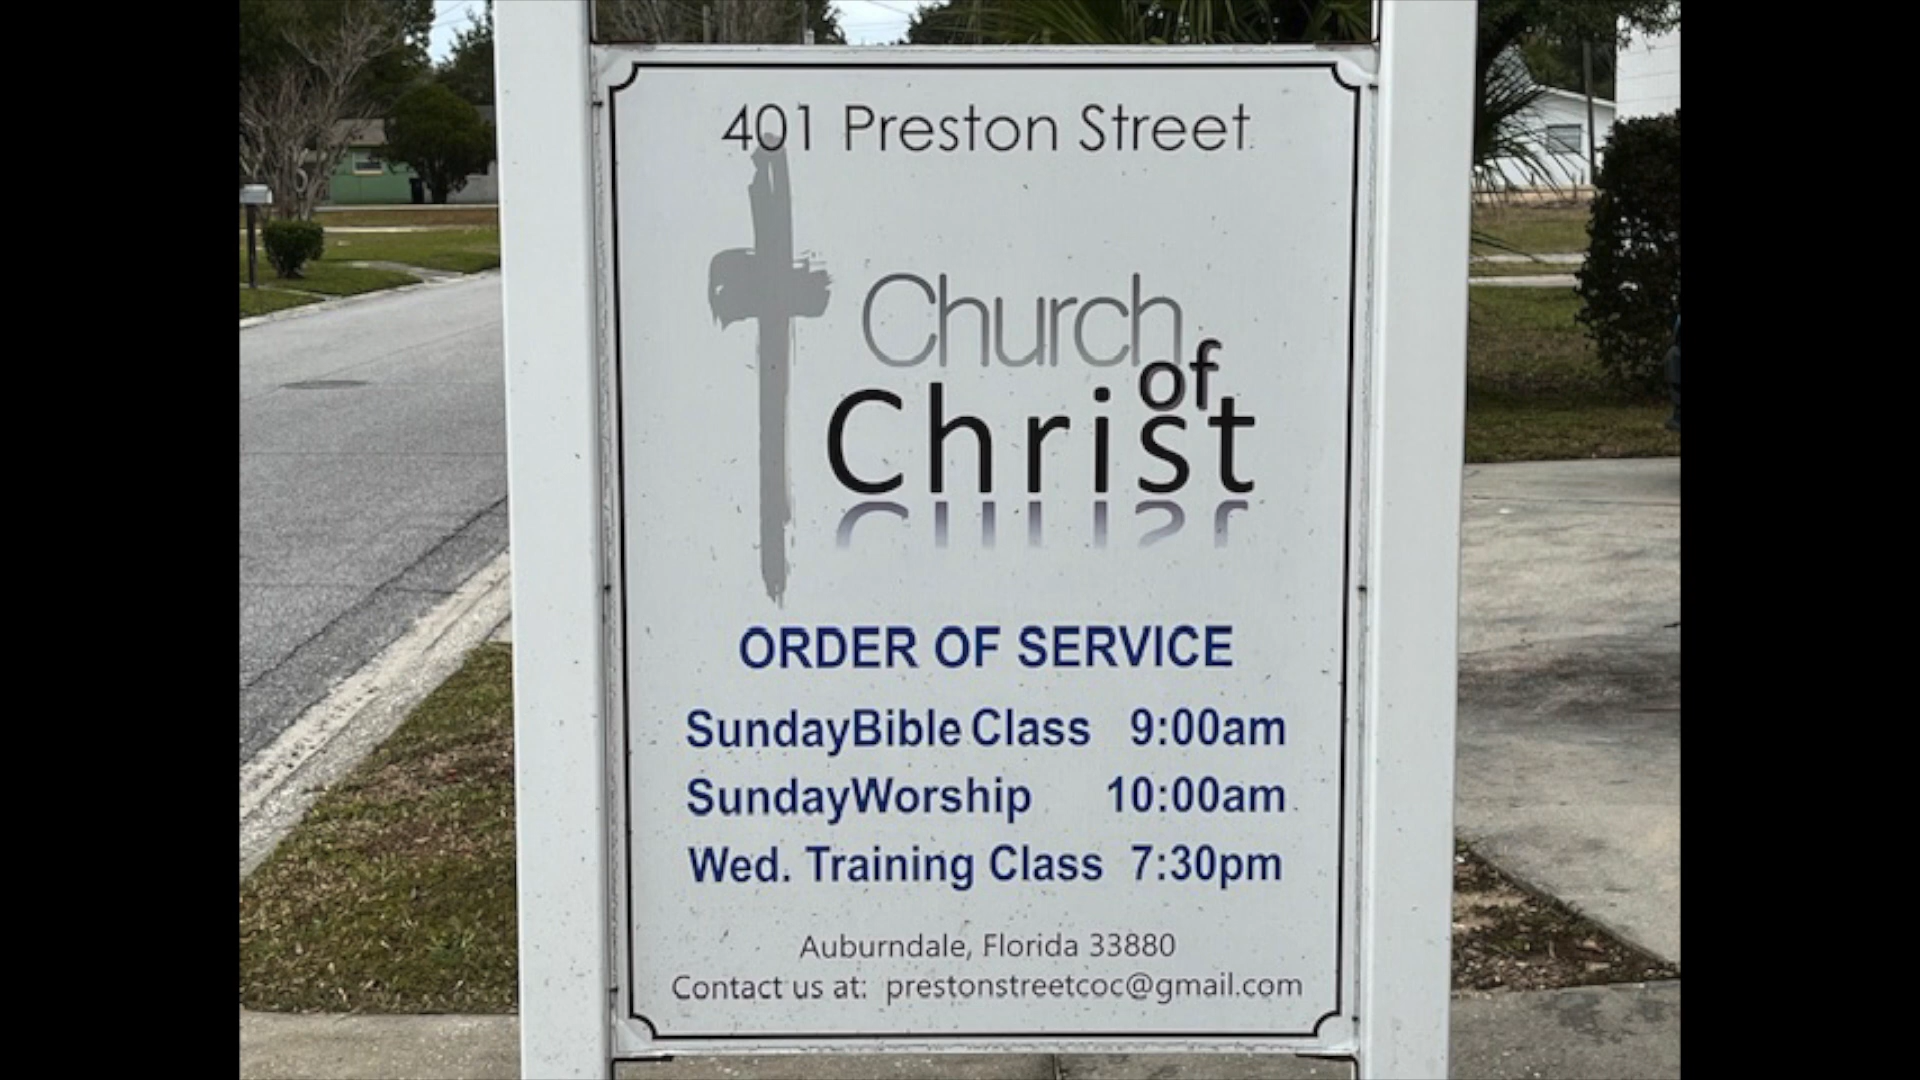 401 Preston Street
Church
of
Christ
ORDER OF SERVICE
SundayBible Class 9:00am
SundayWorship 10:00am
Wed. Training Class 7:30pm
Auburndale, Florida 33880
Contact us at: prestonstreetcoc@gmail.com